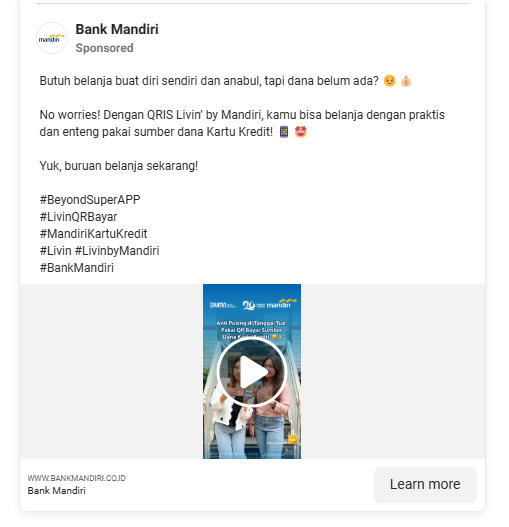 Bank Mandiri
Sponsored
mandiri
Butuh belanja buat diri sendiri dan anabul, tapi dana belum ada? 😣 👍🏼
No worries! Dengan QRIS Livin' by Mandiri, kamu bisa belanja dengan praktis
dan enteng pakai sumber dana Kartu Kredit! 📱 🤩
Yuk, buruan belanja sekarang!
#BeyondSuperAPP
#LivinQRBayar
#MandiriKartuKredit
#Livin #LivinbyMandiri
#BankMandiri
BUMN
mandiri
Anti Pusing di Tanggal Tua
Pakai QR Bayar Sumber
Dana Kartu Kredit
WWW.BANKMANDIRI.CO.ID
Bank Mandiri
Learn more